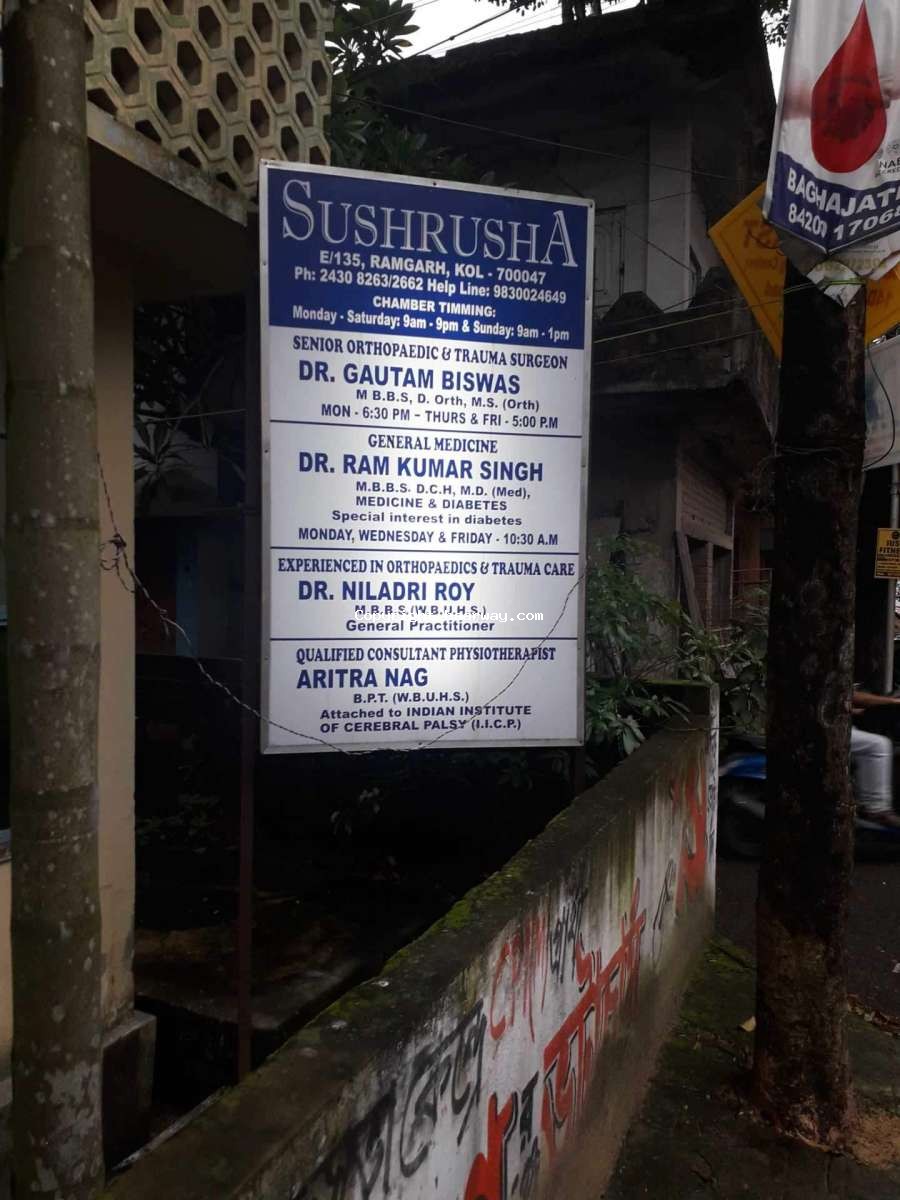 SUSHRUSHA
E/135, RAMGARH, KOL - 700047
Ph: 2430 8263/2662 Help Line: 9830024649
CHAMBER TIMMING:
Monday - Saturday: 9am - 9pm & Sunday: 9am - 1pm
SENIOR ORTHOPAEDIC & TRAUMA SURGEON
DR. GAUTAM BISWAS
M B.B.S, D. Orth, M.S. (Orth)
MON - 6:30 PM - THURS & FRI - 5:00 P.M
GENERAL MEDICINE
DR. RAM KUMAR SINGH
M.B.B.S. D.C.H, M.D. (Med),
MEDICINE & DIABETES
Special interest in diabetes
MONDAY, WEDNESDAY & FRIDAY - 10:30 A.M
EXPERIENCED IN ORTHOPAEDICS & TRAUMA CARE
DR. NILADRI ROY
M.B.B.S.(W.B.U.H.S.)
General Practitioner
QUALIFIED CONSULTANT PHYSIOTHERAPIST
ARITRA NAG
B.P.T. (W.B.U.H.S.)
Attached to INDIAN INSTITUTE
OF CEREBRAL PALSY (I.I.C.P.)
BAGHAJATI
CPIM